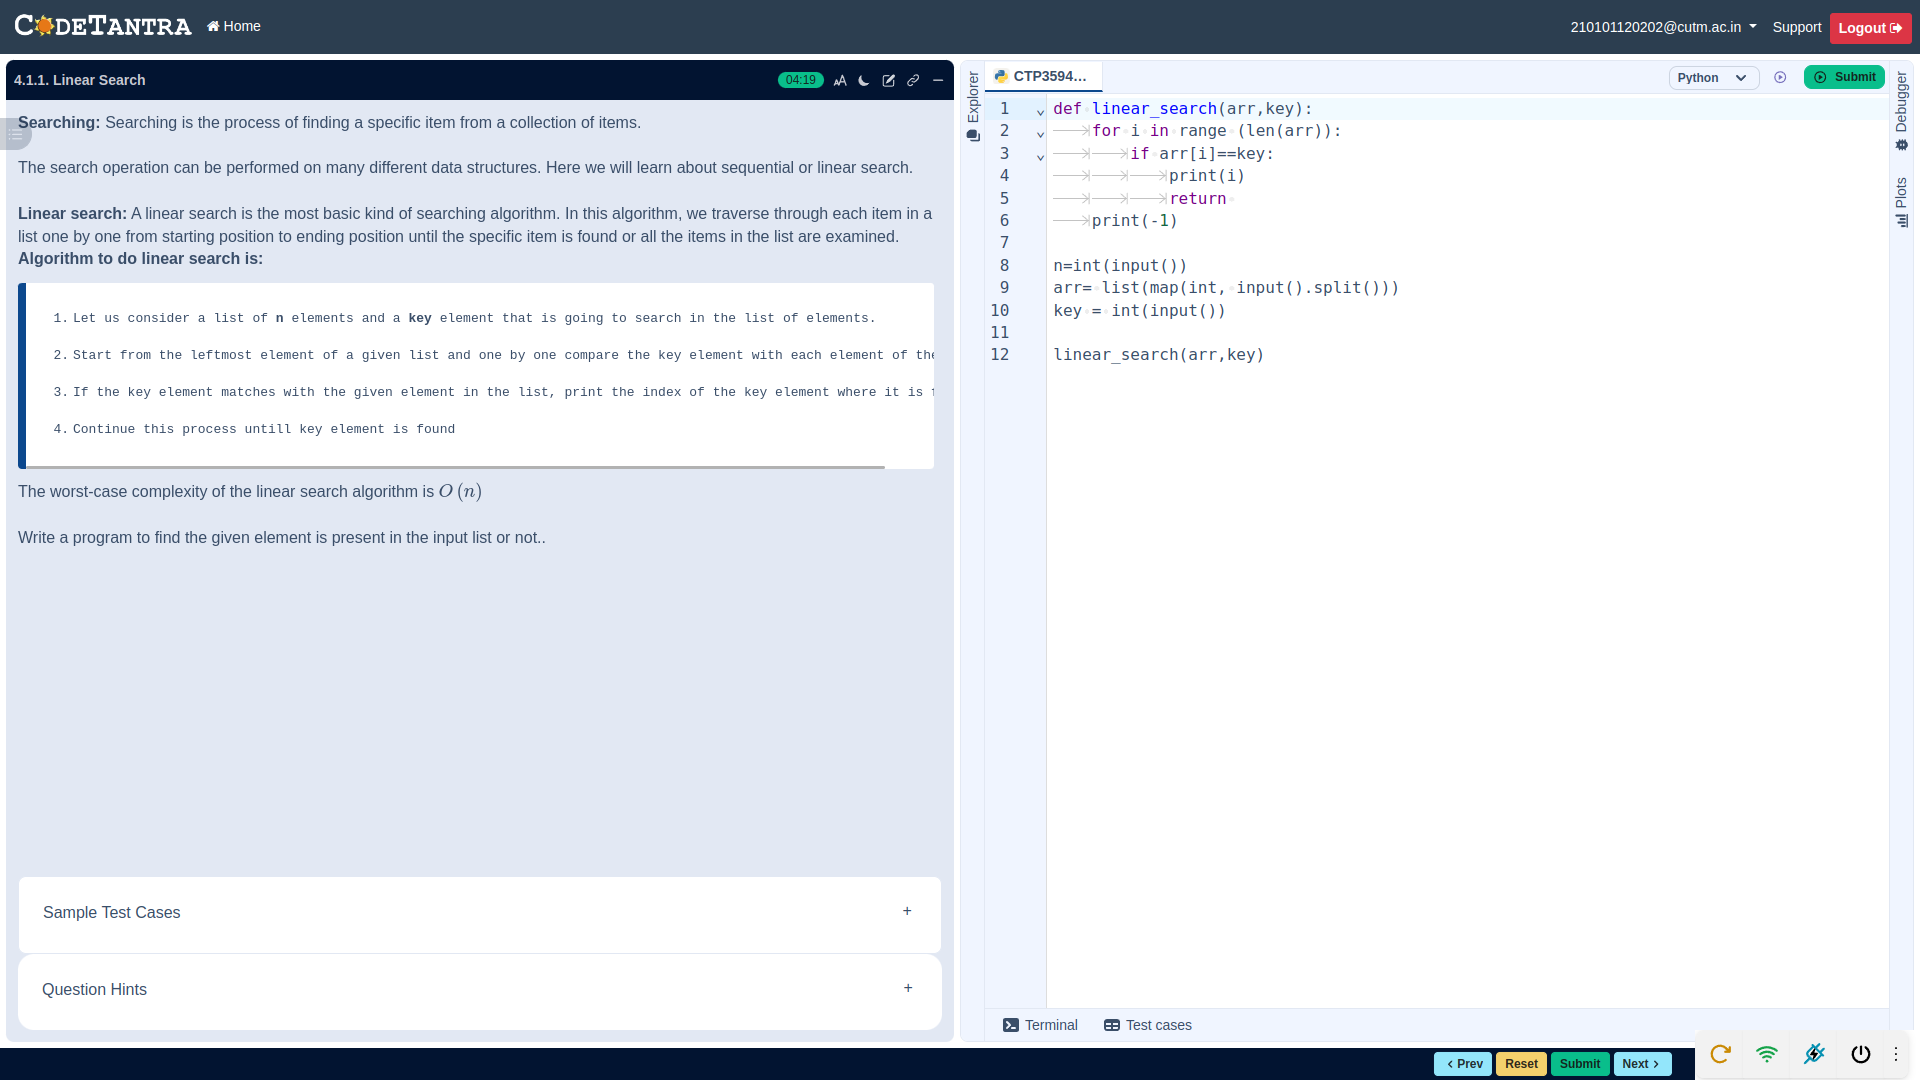 CODETANTRA Home 210101120202@cutm.ac.in Support Logout
4.1.1. Linear Search 04:19
Searching: Searching is the process of finding a specific item from a collection of items.
The search operation can be performed on many different data structures. Here we will learn about sequential or linear search.
Linear search: A linear search is the most basic kind of searching algorithm. In this algorithm, we traverse through each item in a
list one by one from starting position to ending position until the specific item is found or all the items in the list are examined.
Algorithm to do linear search is:
1. Let us consider a list of n elements and a key element that is going to search in the list of elements.
2. Start from the leftmost element of a given list and one by one compare the key element with each element of the
3. If the key element matches with the given element in the list, print the index of the key element where it is
4. Continue this process untill key element is found
The worst-case complexity of the linear search algorithm is O (n)
Write a program to find the given element is present in the input list or not..
Sample Test Cases +
Question Hints +
Explorer
CTP3594...
Python
Submit
1 def linear_search(arr,key):
2 for i in range (len(arr)):
3 if arr[i]==key:
4 print(i)
5 return
6 print(-1)
7
8 n=int(input())
9 arr= list(map(int, input().split()))
10 key = int(input())
11
12 linear_search(arr,key)
Debugger
Plots
Terminal Test cases
< Prev Reset Submit Next >